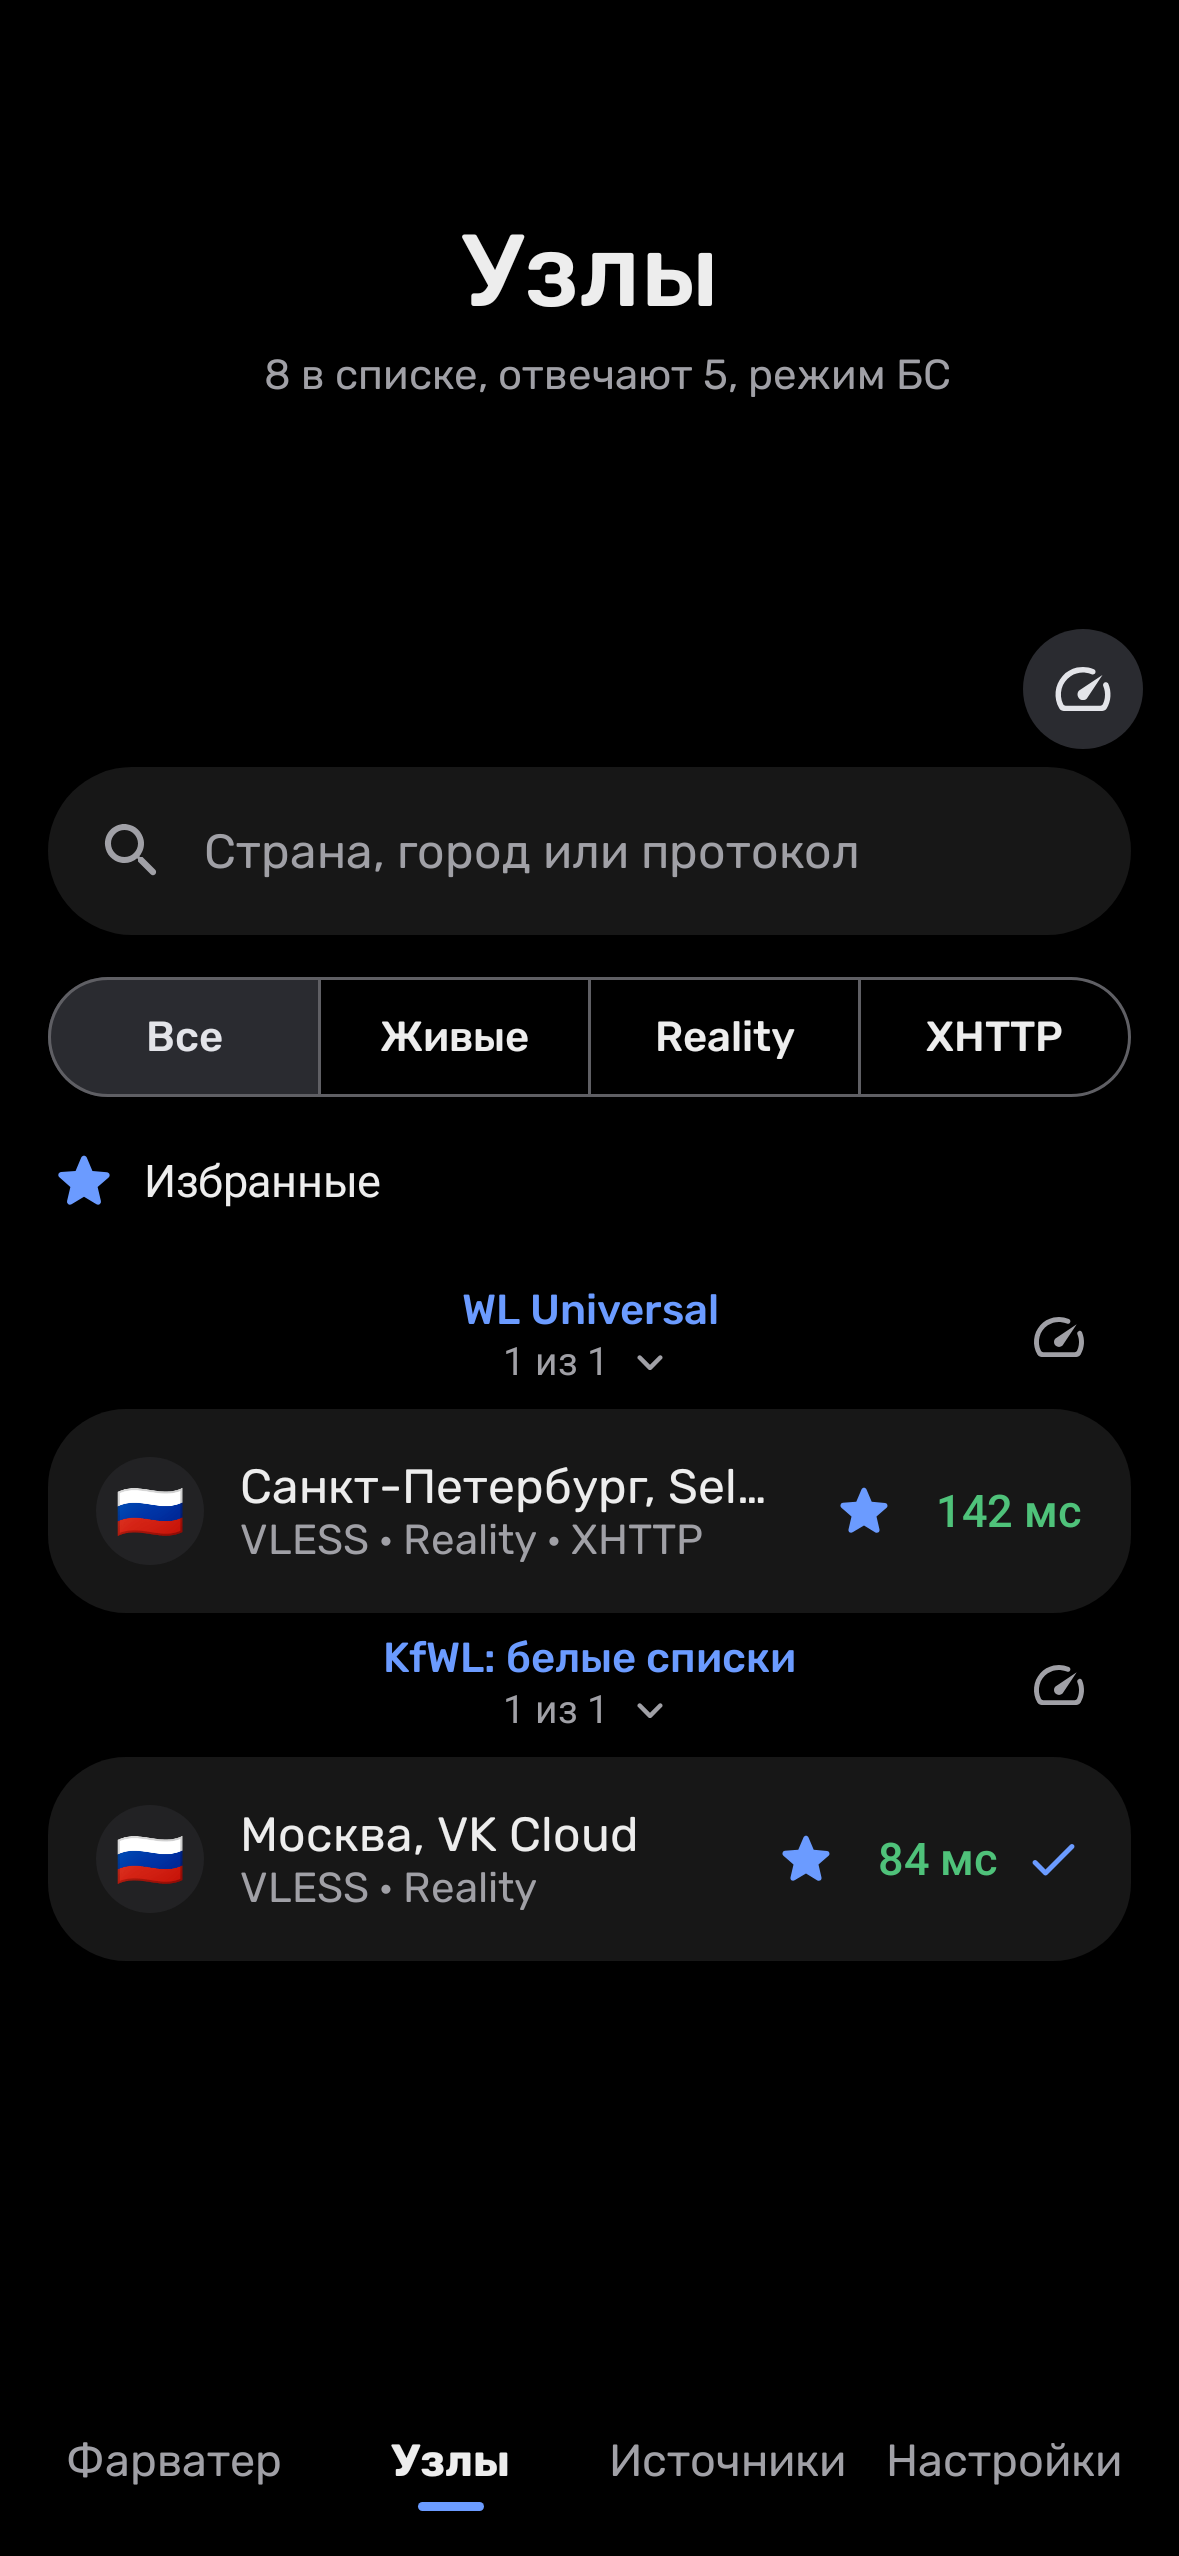 Узлы
8 в списке, отвечают 5, режим БС
Страна, город или протокол
Все
Живые
Reality
XHTTP
Избранные
WL Universal
1 из 1
Санкт-Петербург, Sel...
VLESS • Reality • XHTTP
142 мс
KfWL: белые списки
1 из 1
Москва, VK Cloud
VLESS • Reality
84 мс
Фарватер
Узлы
Источники
Настройки